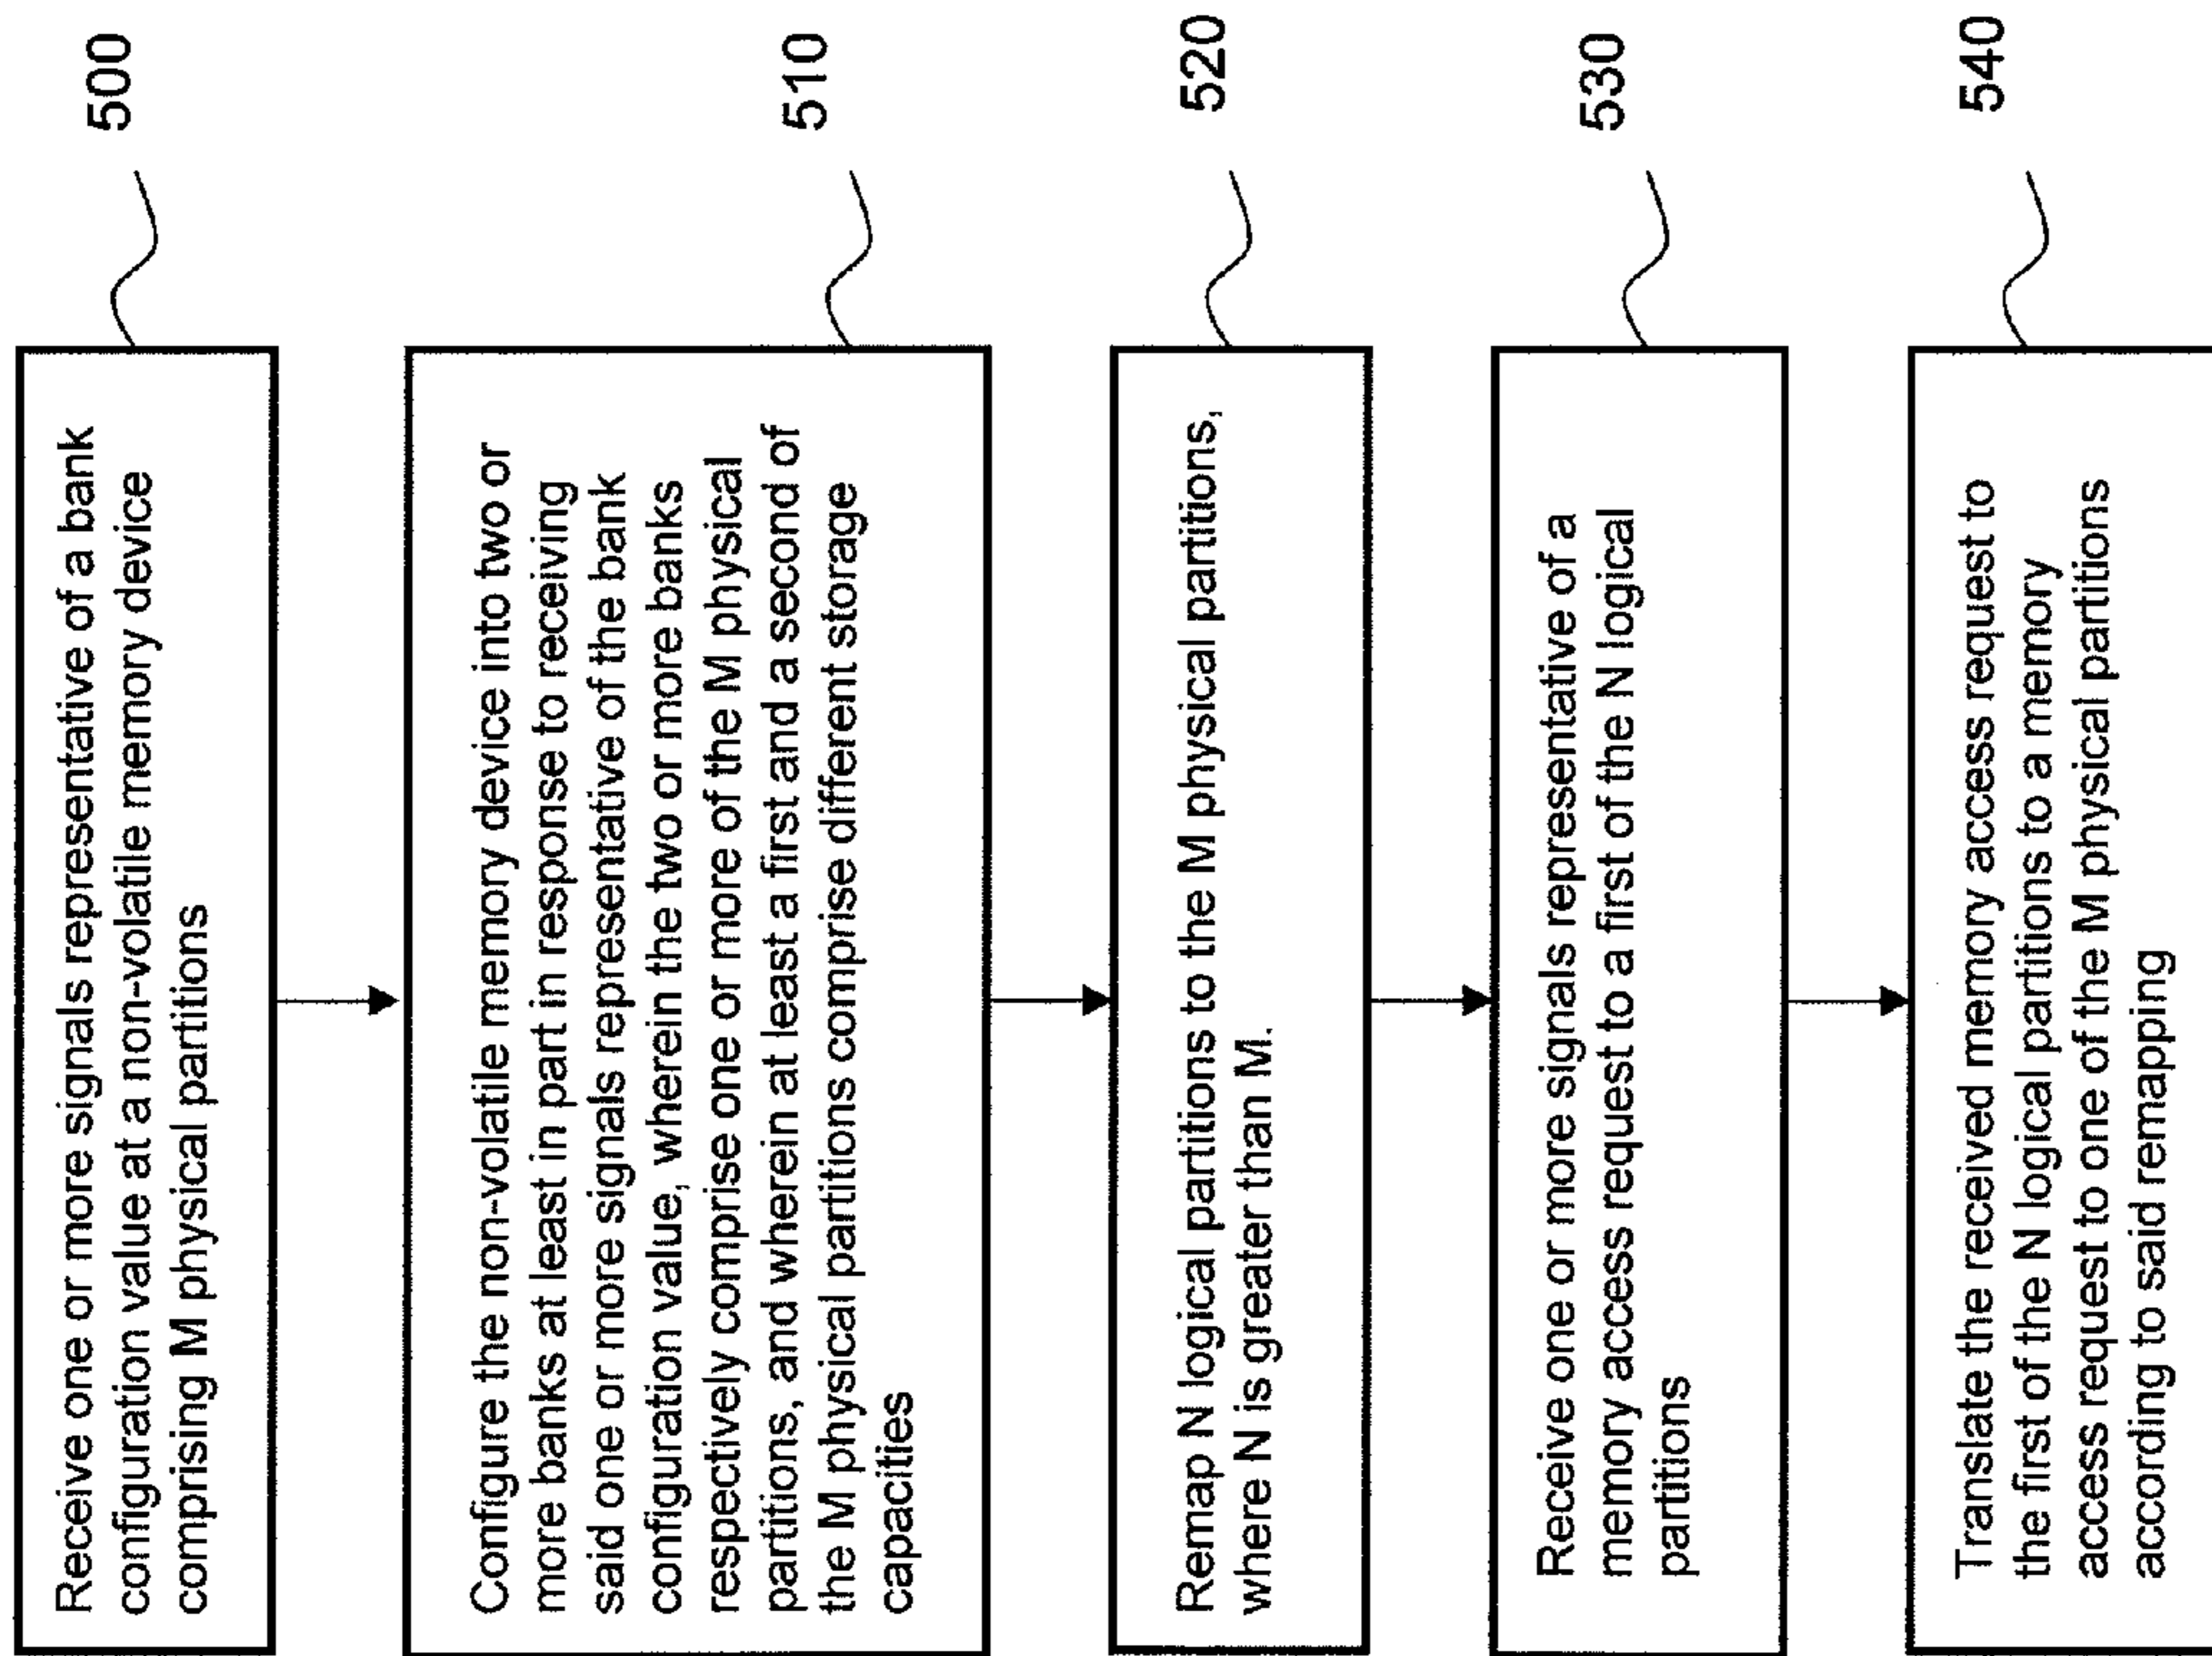 Receive one or more signals representative of a bank
configuration value at a non-volatile memory device
comprising M physical partitions
500
Configure the non-volatile memory device into two or
more banks at least in part in response to receiving
said one or more signals representative of the bank
configuration value, wherein the two or more banks
respectively comprise one or more of the M physical
partitions, and wherein at least a first and a second of
the M physical partitions comprise different storage
capacities
510
Remap N logical partitions to the M physical partitions,
where N is greater than M.
520
Receive one or more signals representative of a
memory access request to a first of the N logical
partitions
530
Translate the received memory access request to
the first of the N logical partitions to a memory
access request to one of the M physical partitions
according to said remapping
540